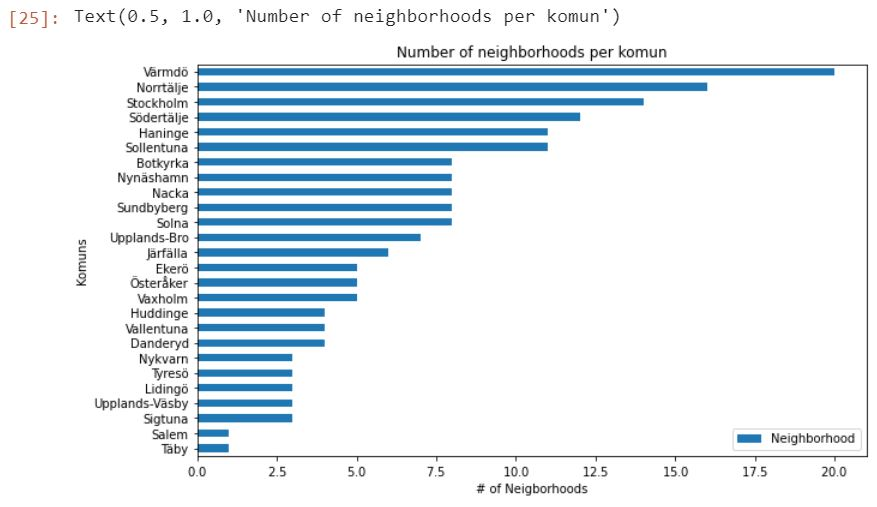 [25]: Text(0.5, 1.0, 'Number of neighborhoods per komun')
Number of neighborhoods per komun
Värmdö
Norrtälje
Stockholm
Södertälje
Haninge
Sollentuna
Botkyrka
Nynäshamn
Nacka
Sundbyberg
Solna
Upplands-Bro
Järfälla
Ekerö
Österåker
Vaxholm
Huddinge
Vallentuna
Danderyd
Nykvarn
Tyresö
Lidingö
Upplands-Väsby
Sigtuna
Salem
Täby
Komuns
Neighborhood
0.0 2.5 5.0 7.5 10.0 12.5 15.0 17.5 20.0
# of Neigborhoods